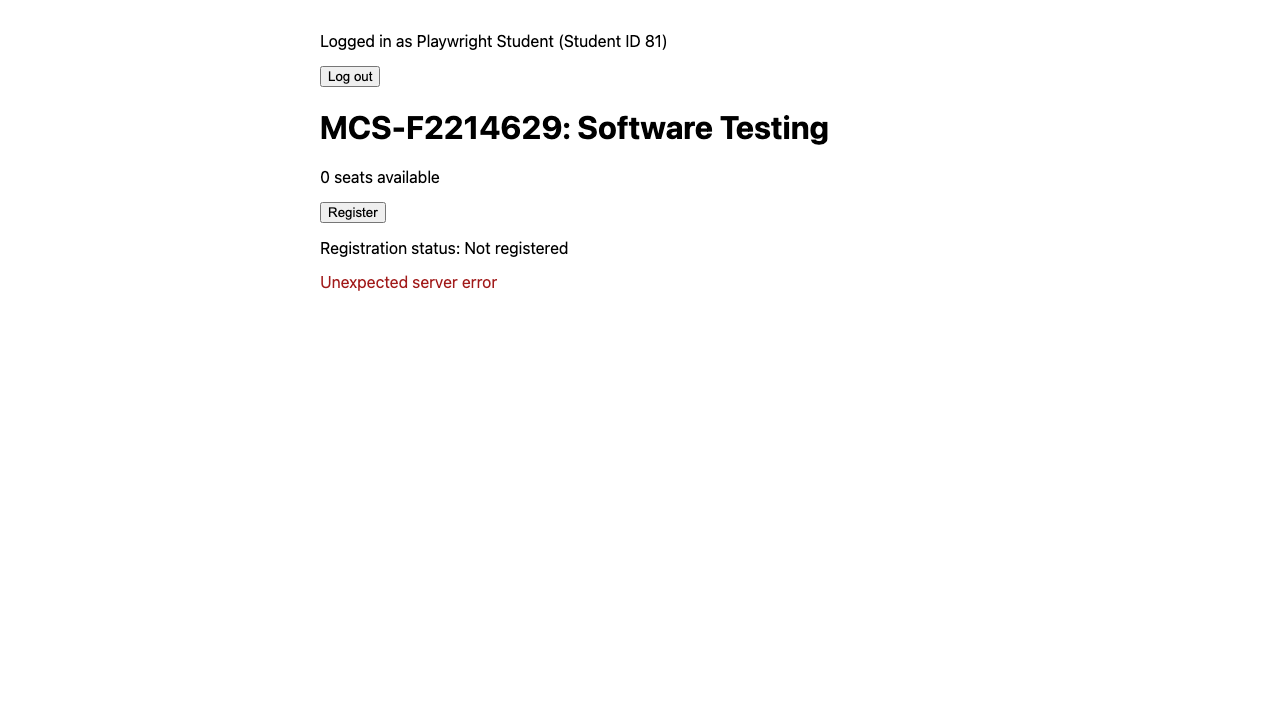 Logged in as Playwright Student (Student ID 81)
Log out
MCS-F2214629: Software Testing
0 seats available
Register
Registration status: Not registered
Unexpected server error